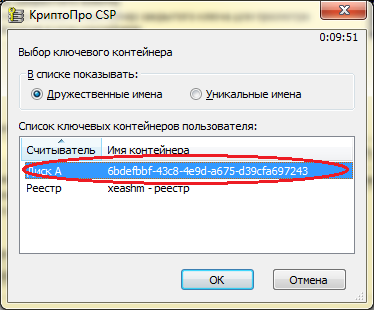 КриптоПро CSP
0:09:51
Выбор ключевого контейнера
В списке показывать:
Дружественные имена Уникальные имена
Список ключевых контейнеров пользователя:
Считыватель Имя контейнера
Диск A 6bdefbbf-43c8-4e9d-a675-d39cfa697243
Реестр xeashm - реестр
OK Отмена